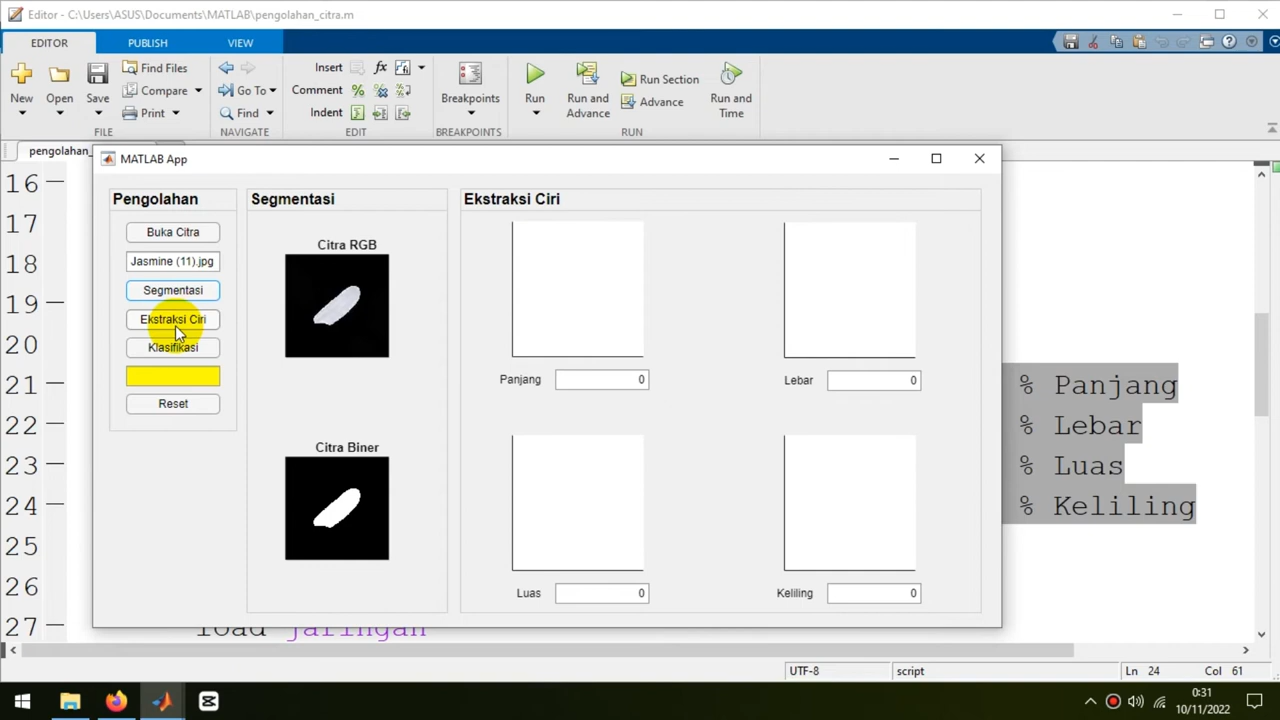 Editor - C:\Users\ASUS\Documents\MATLAB\pengolahan_citra.m
EDITOR PUBLISH VIEW
New Open Save
Find Files
Compare
Print
FILE
Go To
Find
NAVIGATE
Insert
Comment
Indent
EDIT
Breakpoints
BREAKPOINTS
Run
Run and Advance
Run Section
Advance
Run and Time
RUN
pengolahan_
MATLAB App
Pengolahan
Buka Citra
Jasmine (11).jpg
Segmentasi
Ekstraksi Ciri
Klasifikasi
Reset
Segmentasi
Citra RGB
Citra Biner
Ekstraksi Ciri
Panjang 0
Lebar 0
Luas 0
Keliling 0
16
17
18
19
20
21 % Panjang
22 % Lebar
23 % Luas
24 % Keliling
25
26
27 load jaringan
UTF-8 script Ln 24 Col 61
0:31
10/11/2022